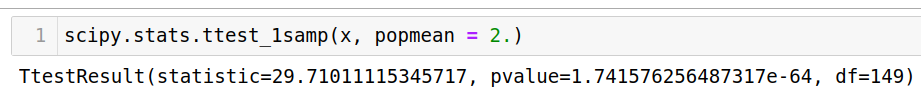 1 scipy.stats.ttest_1samp(x, popmean = 2.)
TtestResult(statistic=29.71011115345717, pvalue=1.741576256487317e-64, df=149)